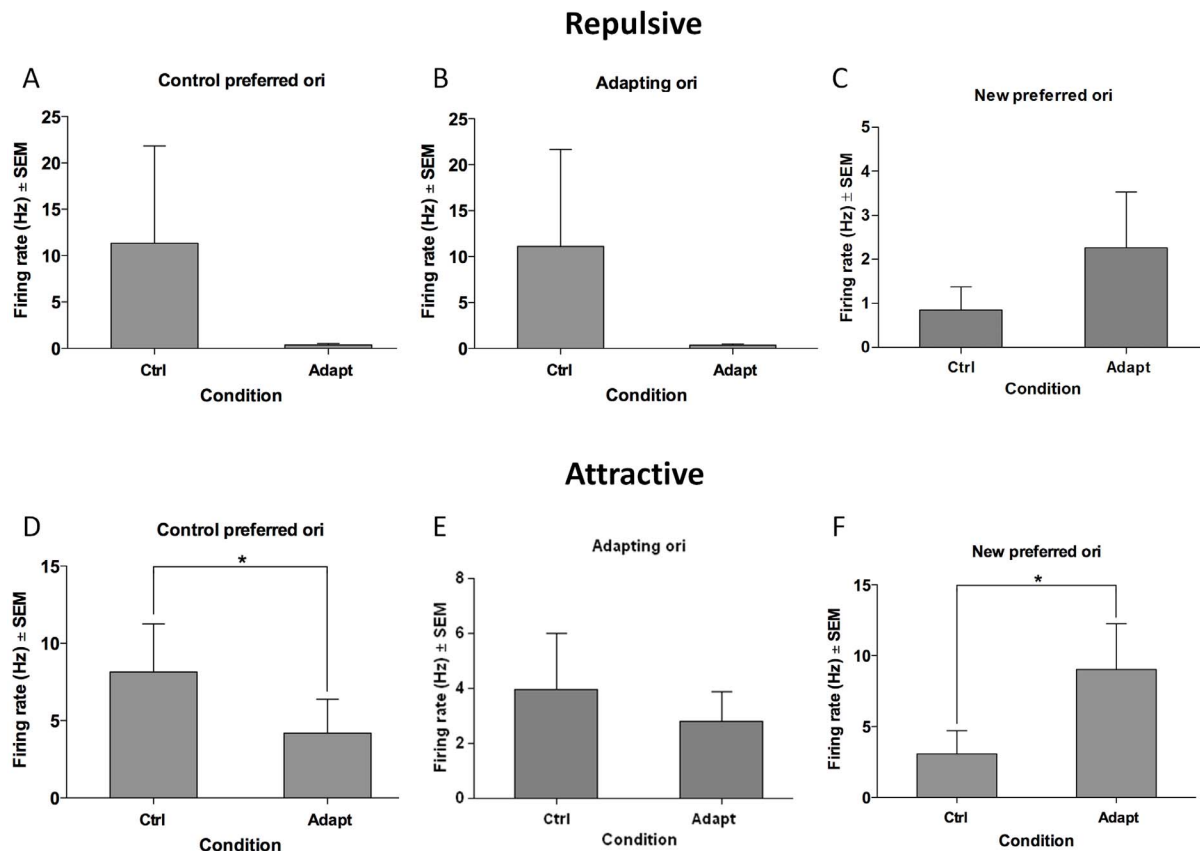 Repulsive
A
Control preferred ori
Firing rate (Hz) ± SEM
25
20
15
10
5
0
Ctrl
Adapt
Condition
B
Adapting ori
Firing rate (Hz) ± SEM
25
20
15
10
5
0
Ctrl
Adapt
Condition
C
New preferred ori
Firing rate (Hz) ± SEM
5
4
3
2
1
0
Ctrl
Adapt
Condition
Attractive
D
Control preferred ori
Firing rate (Hz) ± SEM
15
10
5
0
*
Ctrl
Adapt
Condition
E
Adapting ori
Firing rate (Hz) ± SEM
8
6
4
2
0
Ctrl
Adapt
Condition
F
New preferred ori
Firing rate (Hz) ± SEM
15
10
5
0
*
Ctrl
Adapt
Condition